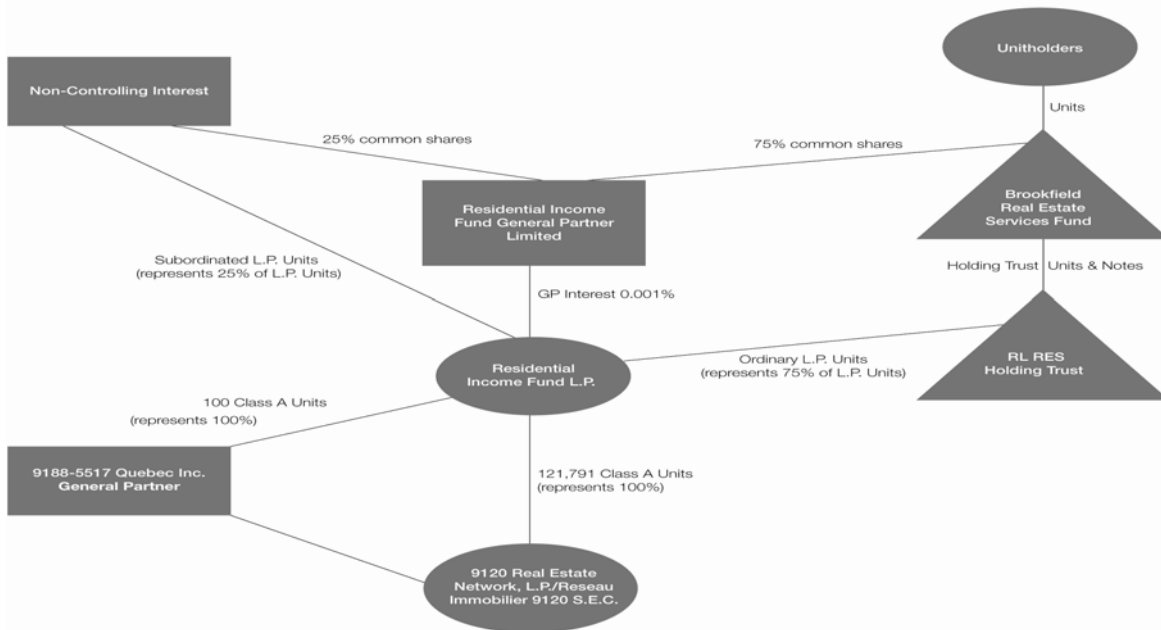 Unitholders
Non-Controlling Interest
Units
25% common shares
75% common shares
Residential Income
Fund General Partner
Limited
Brookfield
Real Estate
Services Fund
Subordinated L.P. Units
(represents 25% of L.P. Units)
Holding Trust Units & Notes
GP Interest 0.001%
Residential
Income Fund L.P.
Ordinary L.P. Units
(represents 75% of L.P. Units)
RL RES
Holding Trust
100 Class A Units
(represents 100%)
9188-5517 Quebec Inc.
General Partner
121,791 Class A Units
(represents 100%)
9120 Real Estate
Network, L.P./Reseau
Immobilier 9120 S.E.C.